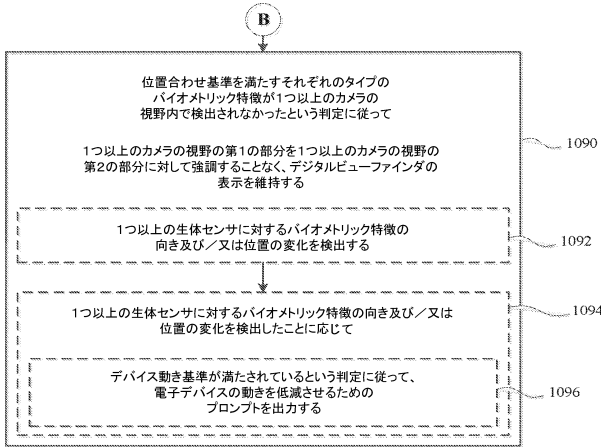 B
位置合わせ基準を満たすそれぞれのタイプの
バイオメトリック特徴が1つ以上のカメラの
視野内で検出されなかったという判定に従って
1つ以上のカメラの視野の第1の部分を1つ以上のカメラの視野の
第2の部分に対して強調することなく、デジタルビューファインダの
表示を維持する
1090
1つ以上の生体センサに対するバイオメトリック特徴の
向き及び／又は位置の変化を検出する
1092
1つ以上の生体センサに対するバイオメトリック特徴の向き及び／又は
位置の変化を検出したことに応じて
1094
デバイス動き基準が満たされているという判定に従って、
電子デバイスの動きを低減させるための
プロンプトを出力する
1096